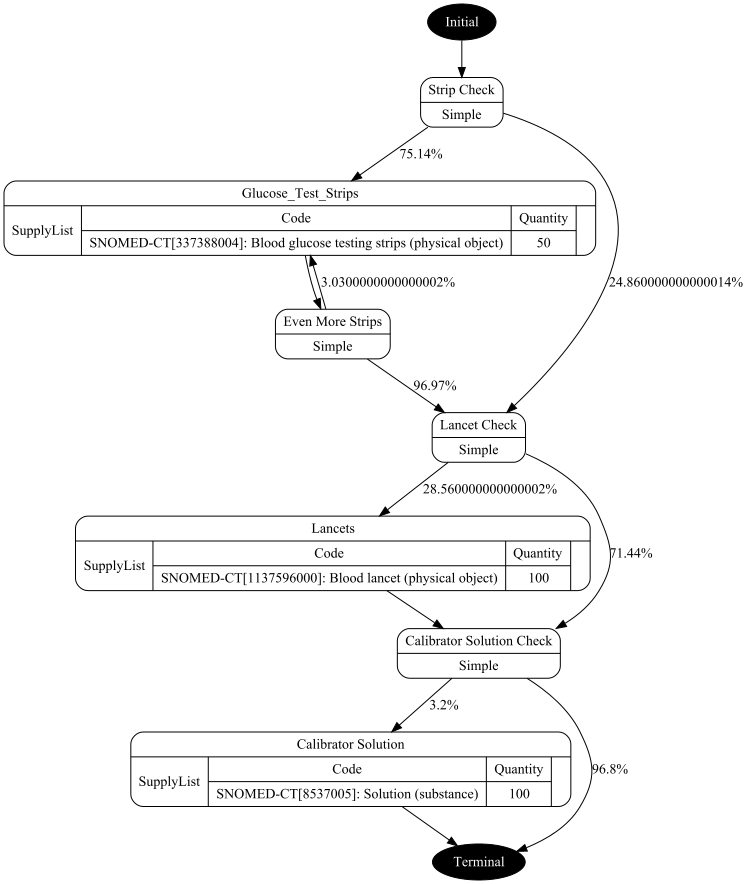 Initial
Strip Check
Simple
75.14%
Glucose_Test_Strips
SupplyList
Code
Quantity
SNOMED-CT[337388004]: Blood glucose testing strips (physical object)
50
3.0300000000000002%
24.860000000000014%
Even More Strips
Simple
96.97%
Lancet Check
Simple
28.560000000000002%
Lancets
SupplyList
Code
Quantity
SNOMED-CT[1137596000]: Blood lancet (physical object)
100
71.44%
Calibrator Solution Check
Simple
3.2%
Calibrator Solution
SupplyList
Code
Quantity
SNOMED-CT[8537005]: Solution (substance)
100
96.8%
Terminal